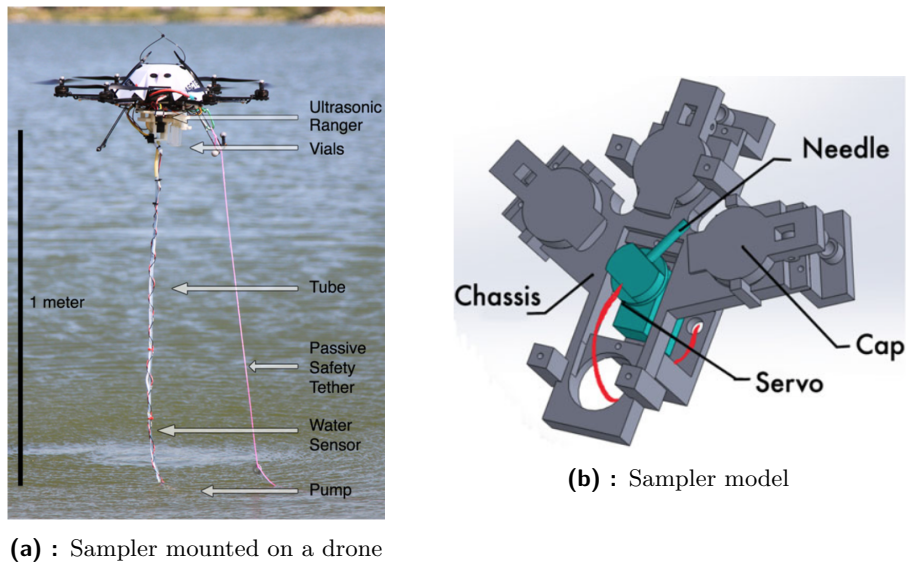 Ultrasonic
Ranger
Vials
1 meter
Tube
Passive
Safety
Tether
Water
Sensor
Pump
(a) : Sampler mounted on a drone
Needle
Chassis
Cap
Servo
(b) : Sampler model